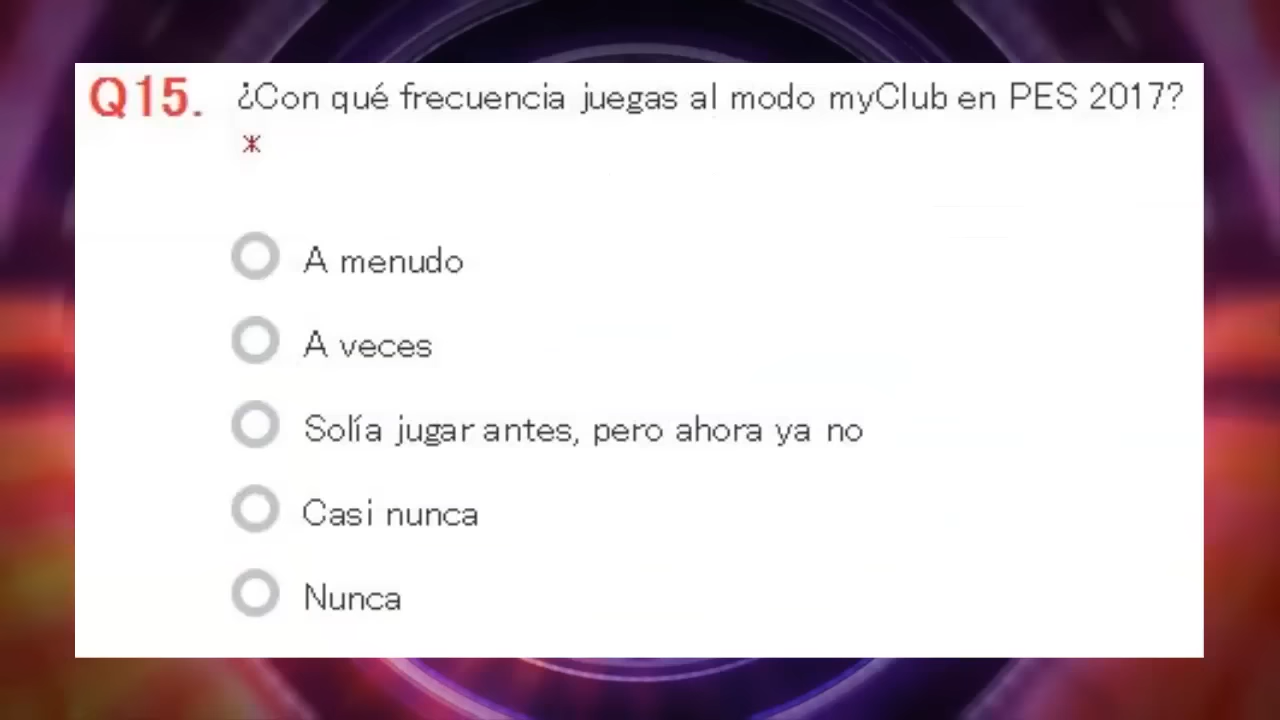 Q15. ¿Con qué frecuencia juegas al modo myClub en PES 2017?
*
A menudo
A veces
Solía jugar antes, pero ahora ya no
Casi nunca
Nunca